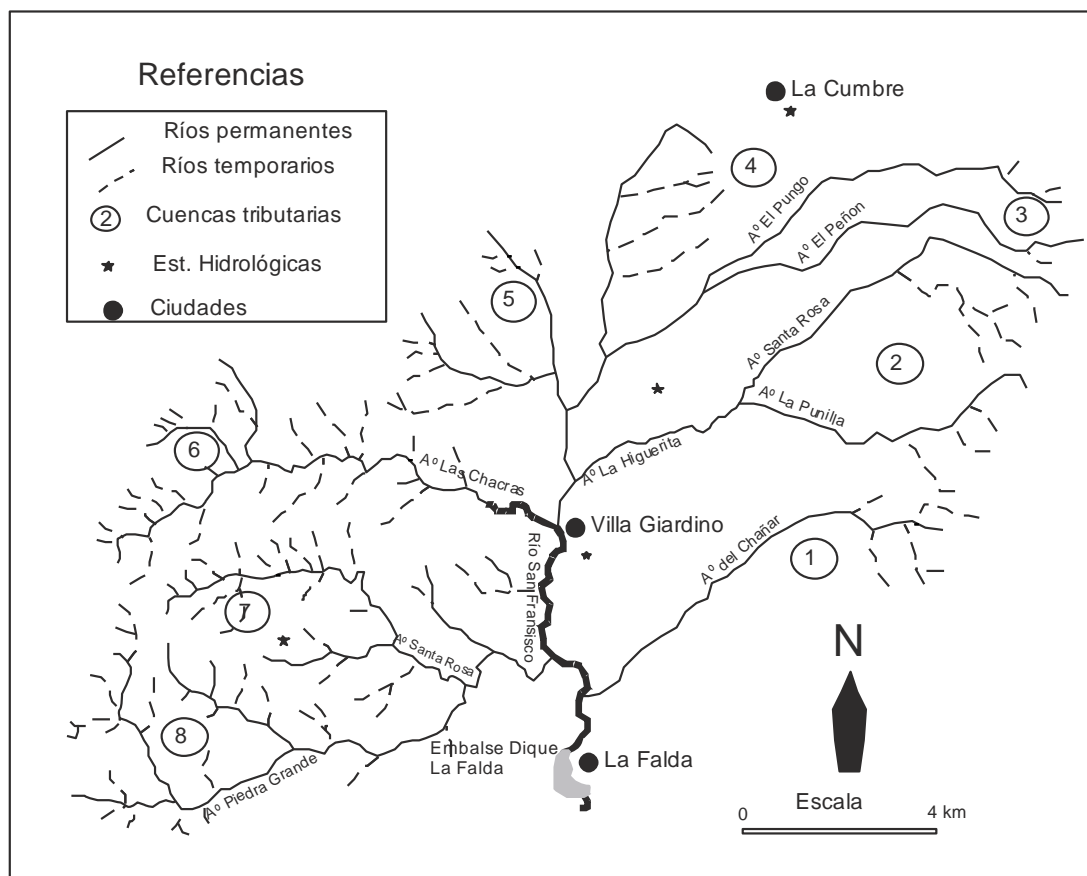 Referencias
Ríos permanentes
Ríos temporarios
2
Cuencas tributarias
Est. Hidrológicas
Ciudades
La Cumbre
4
3
Aº El Pungo
Aº El Peñon
5
Aº Santa Rosa
2
Aº La Punilla
6
Aº Las Chacras
Aº La Higuerita
Villa Giardino
Río San Fransisco
Aº del Chañar
1
7
Aº Santa Rosa
N
8
Embalse Dique
La Falda
La Falda
Aº Piedra Grande
Escala
0
4 km